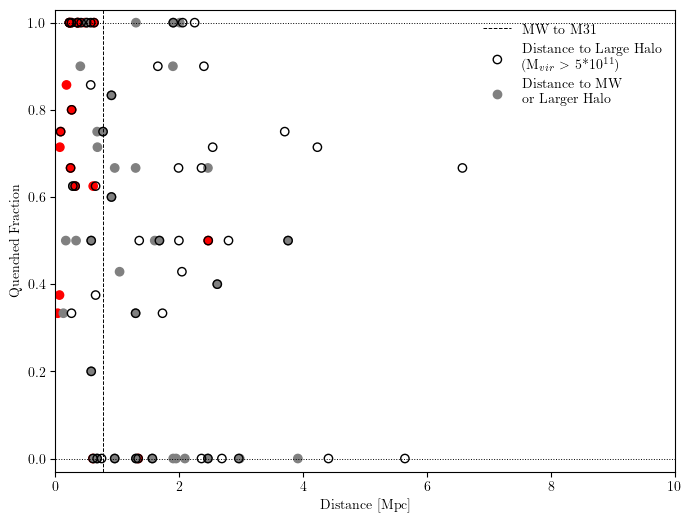 1.0
0.8
0.6
0.4
0.2
0.0
Quenched Fraction
0 2 4 6 8 10
Distance [Mpc]
MW to M31
Distance to Large Halo
(M_vir > 5*10^11)
Distance to MW
or Larger Halo